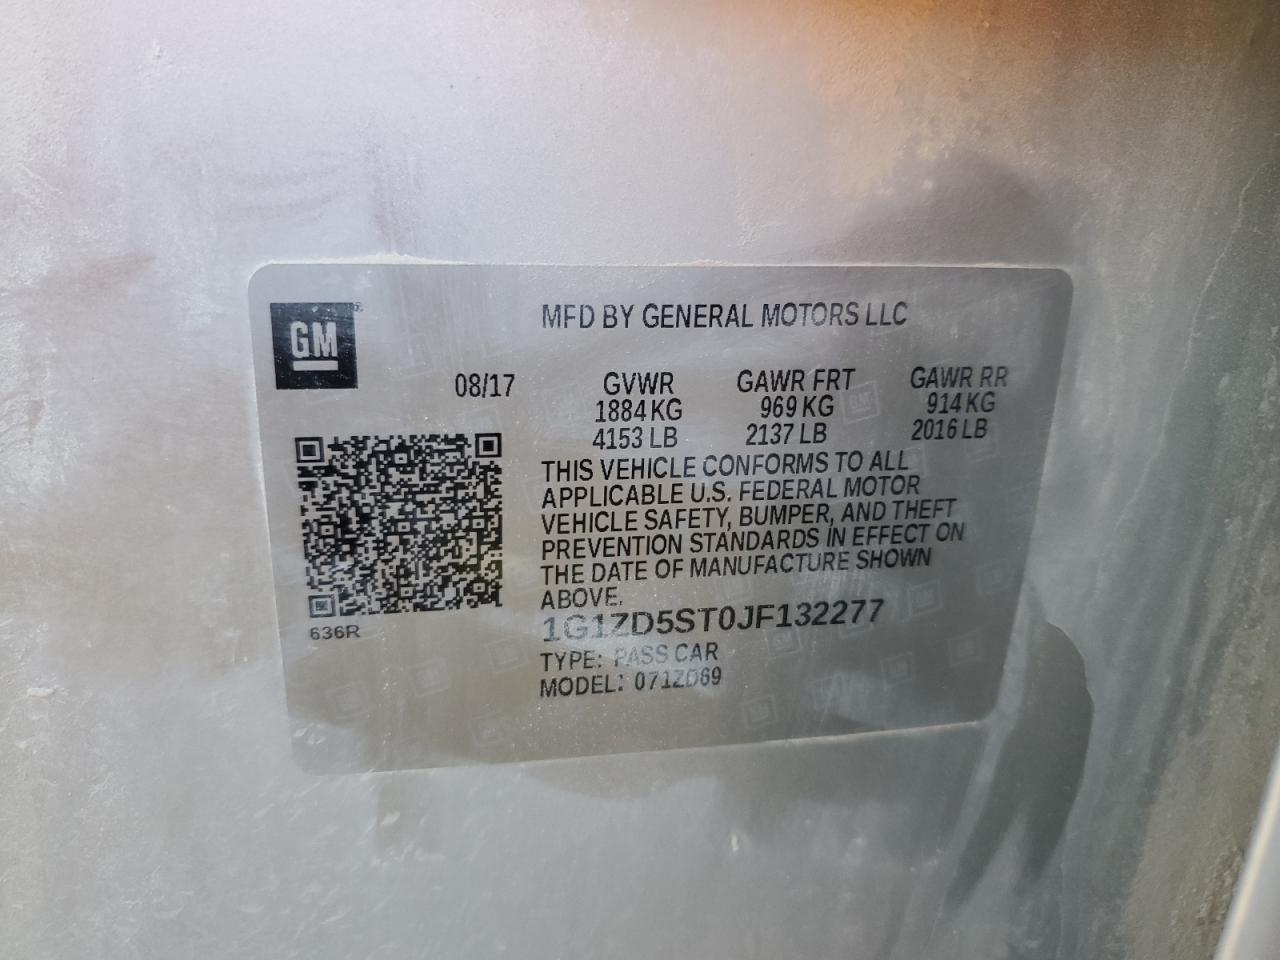 GM
MFD BY GENERAL MOTORS LLC
08/17
GVWR GAWR FRT GAWR RR
1884 KG 969 KG 914 KG
4153 LB 2137 LB 2016 LB
THIS VEHICLE CONFORMS TO ALL
APPLICABLE U.S. FEDERAL MOTOR
VEHICLE SAFETY, BUMPER, AND THEFT
PREVENTION STANDARDS IN EFFECT ON
THE DATE OF MANUFACTURE SHOWN
ABOVE.
636R
1G1ZD5ST0JF132277
TYPE: PASS CAR
MODEL: 071ZD69